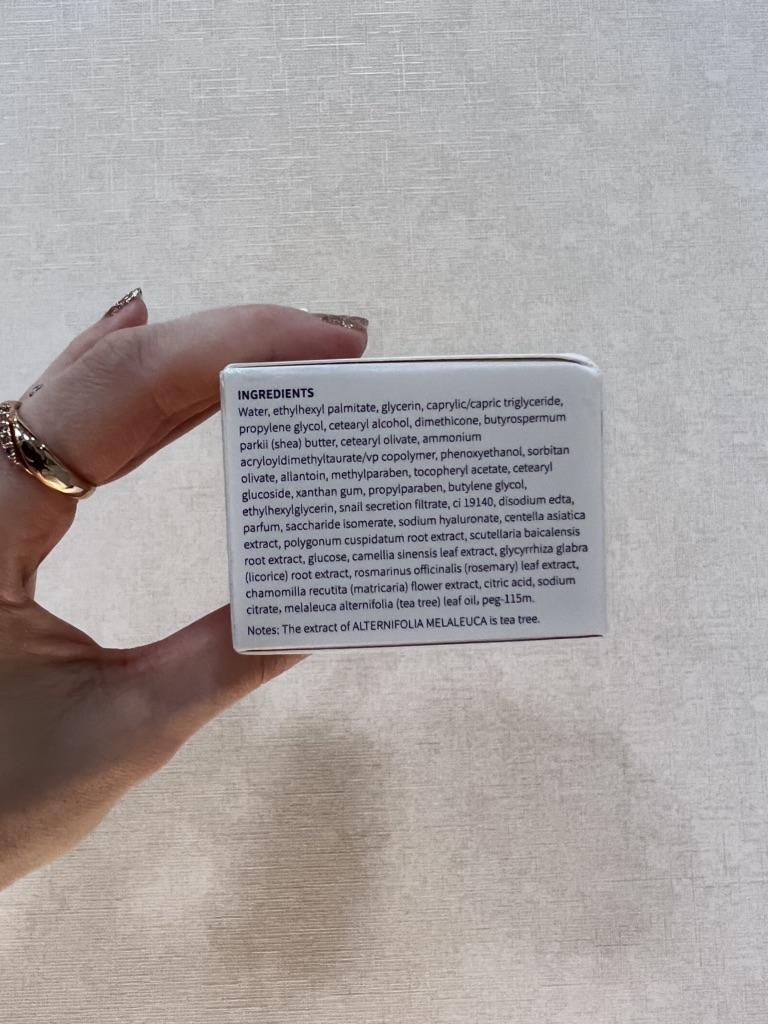 INGREDIENTS
Water, ethylhexyl palmitate, glycerin, caprylic/capric triglyceride,
propylene glycol, cetearyl alcohol, dimethicone, butyrospermum
parkii (shea) butter, cetearyl olivate, ammonium
acryloyldimethyltaurate/vp copolymer, phenoxyethanol, sorbitan
olivate, allantoin, methylparaben, tocopheryl acetate, cetearyl
glucoside, xanthan gum, propylparaben, butylene glycol,
ethylhexylglycerin, snail secretion filtrate, ci 19140, disodium edta,
parfum, saccharide isomerate, sodium hyaluronate, centella asiatica
extract, polygonum cuspidatum root extract, scutellaria baicalensis
root extract, glucose, camellia sinensis leaf extract, glycyrrhiza glabra
(licorice) root extract, rosmarinus officinalis (rosemary) leaf extract,
chamomilla recutita (matricaria) flower extract, citric acid, sodium
citrate, melaleuca alternifolia (tea tree) leaf oil, peg-115m.
Notes: The extract of ALTERNIFOLIA MELALEUCA is tea tree.